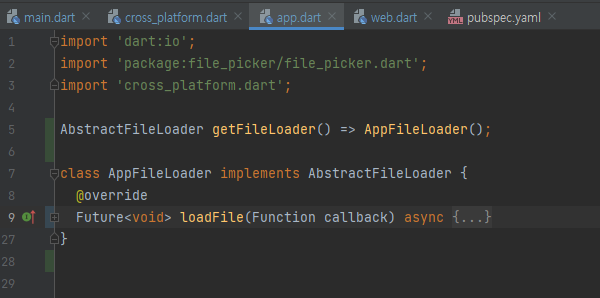 main.dart cross_platform.dart app.dart web.dart pubspec.yaml
1 import 'dart:io';
2 import 'package:file_picker/file_picker.dart';
3 import 'cross_platform.dart';
4
5 AbstractFileLoader getFileLoader() => AppFileLoader();
6
7 class AppFileLoader implements AbstractFileLoader {
8 @override
9 Future<void> loadFile(Function callback) async {...}
27 }
28
29